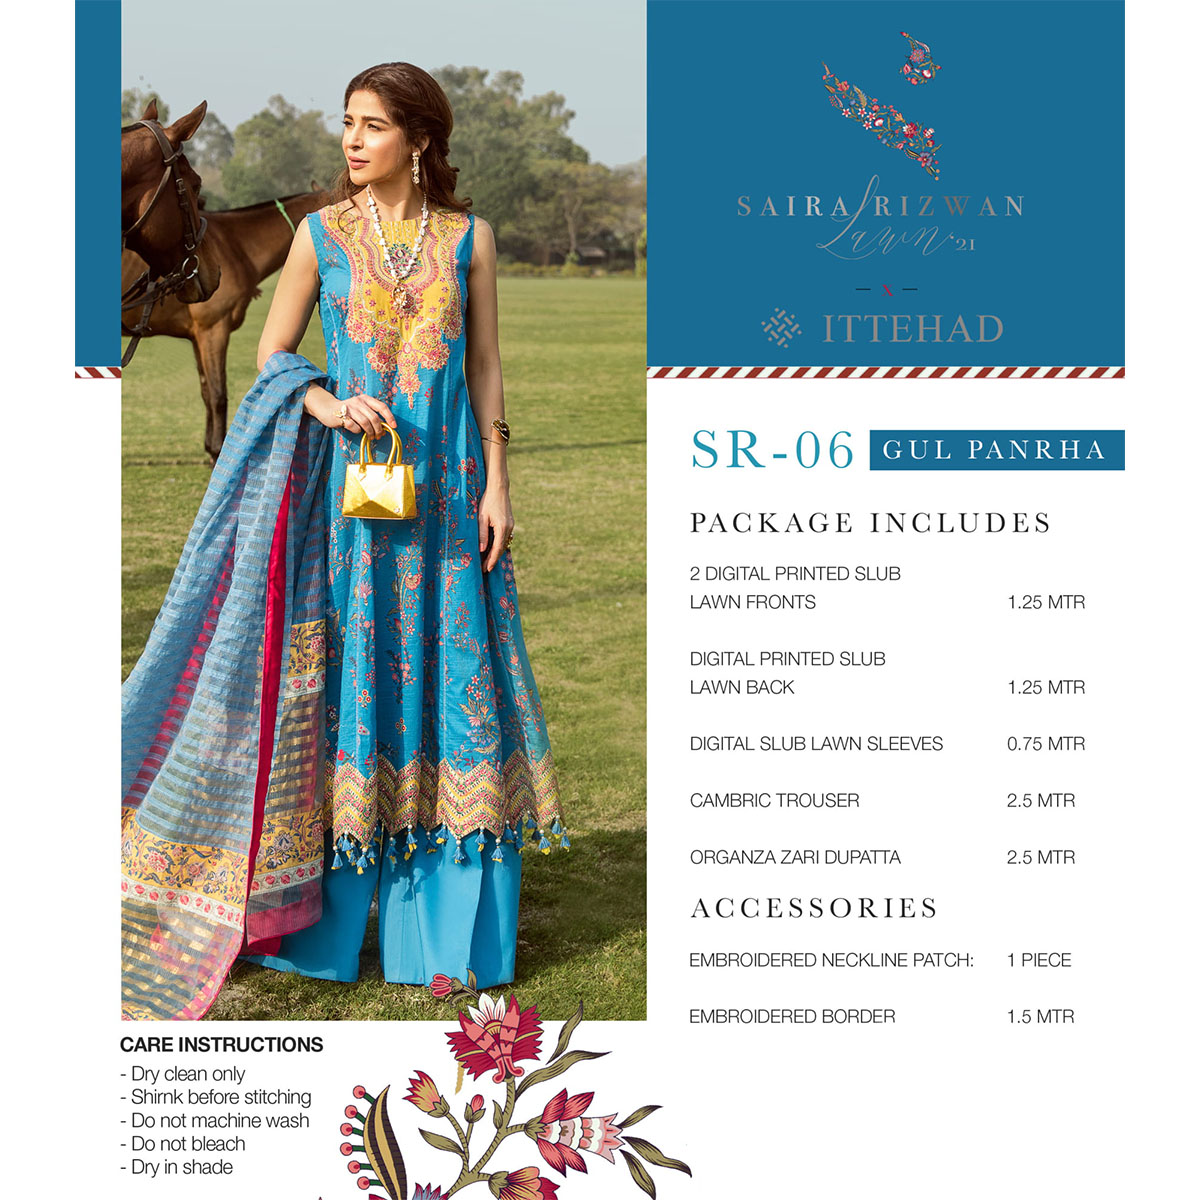 SAIRA RIZWAN
Lawn '21
X
ITTEHAD
SR-06 GUL PANRHA
PACKAGE INCLUDES
2 DIGITAL PRINTED SLUB
LAWN FRONTS 1.25 MTR
DIGITAL PRINTED SLUB
LAWN BACK 1.25 MTR
DIGITAL SLUB LAWN SLEEVES 0.75 MTR
CAMBRIC TROUSER 2.5 MTR
ORGANZA ZARI DUPATTA 2.5 MTR
ACCESSORIES
EMBROIDERED NECKLINE PATCH: 1 PIECE
EMBROIDERED BORDER 1.5 MTR
CARE INSTRUCTIONS
- Dry clean only
- Shirnk before stitching
- Do not machine wash
- Do not bleach
- Dry in shade